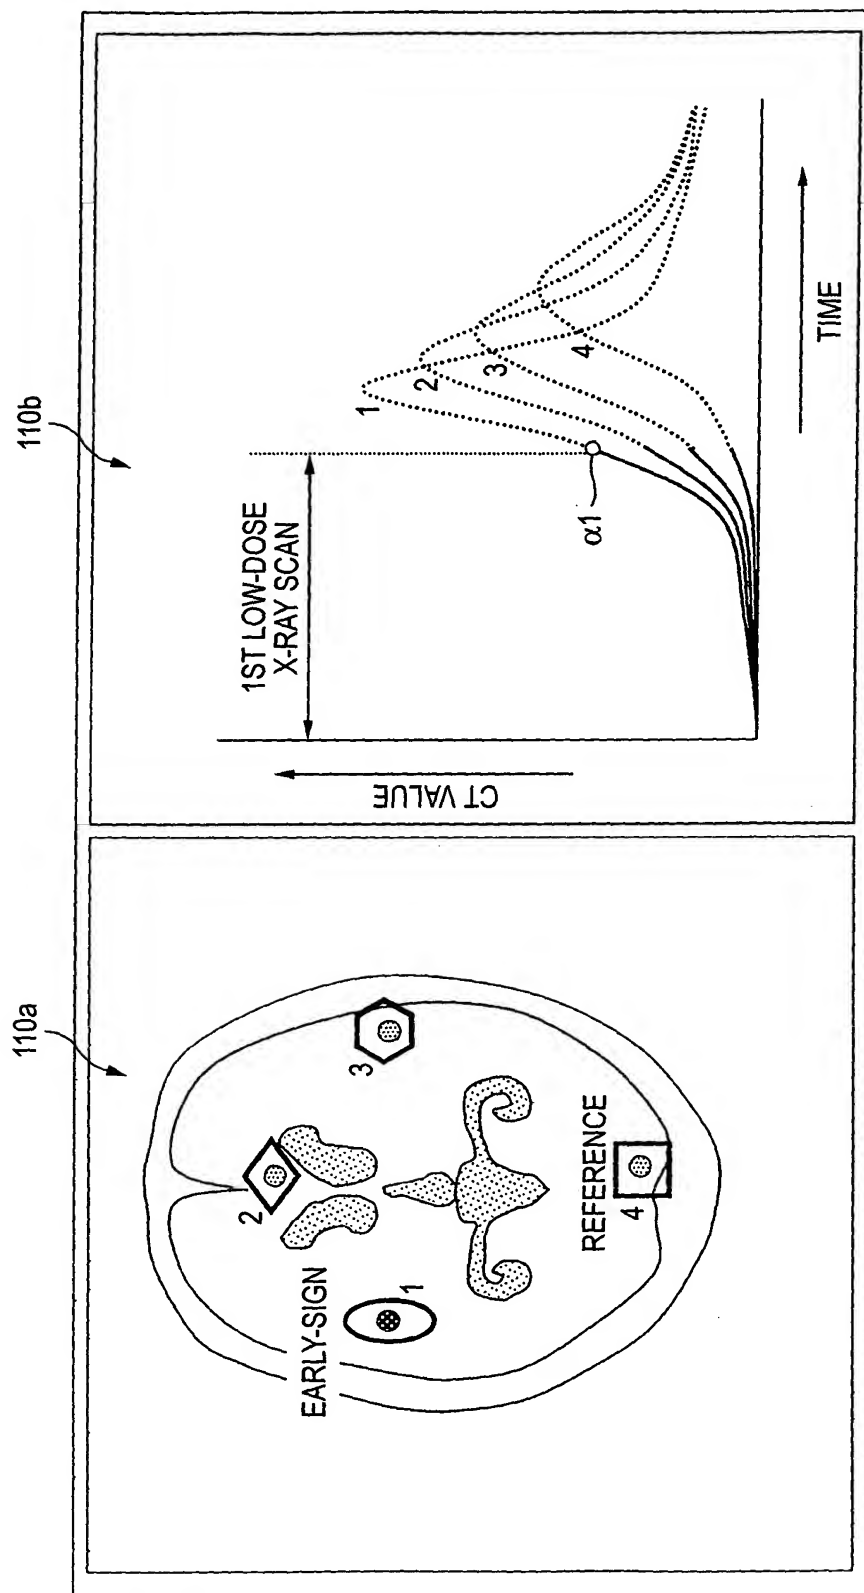 110a
EARLY-SIGN
1
2
3
REFERENCE
4
110b
CT VALUE
1ST LOW-DOSE
X-RAY SCAN
α1
1
2
3
4
TIME